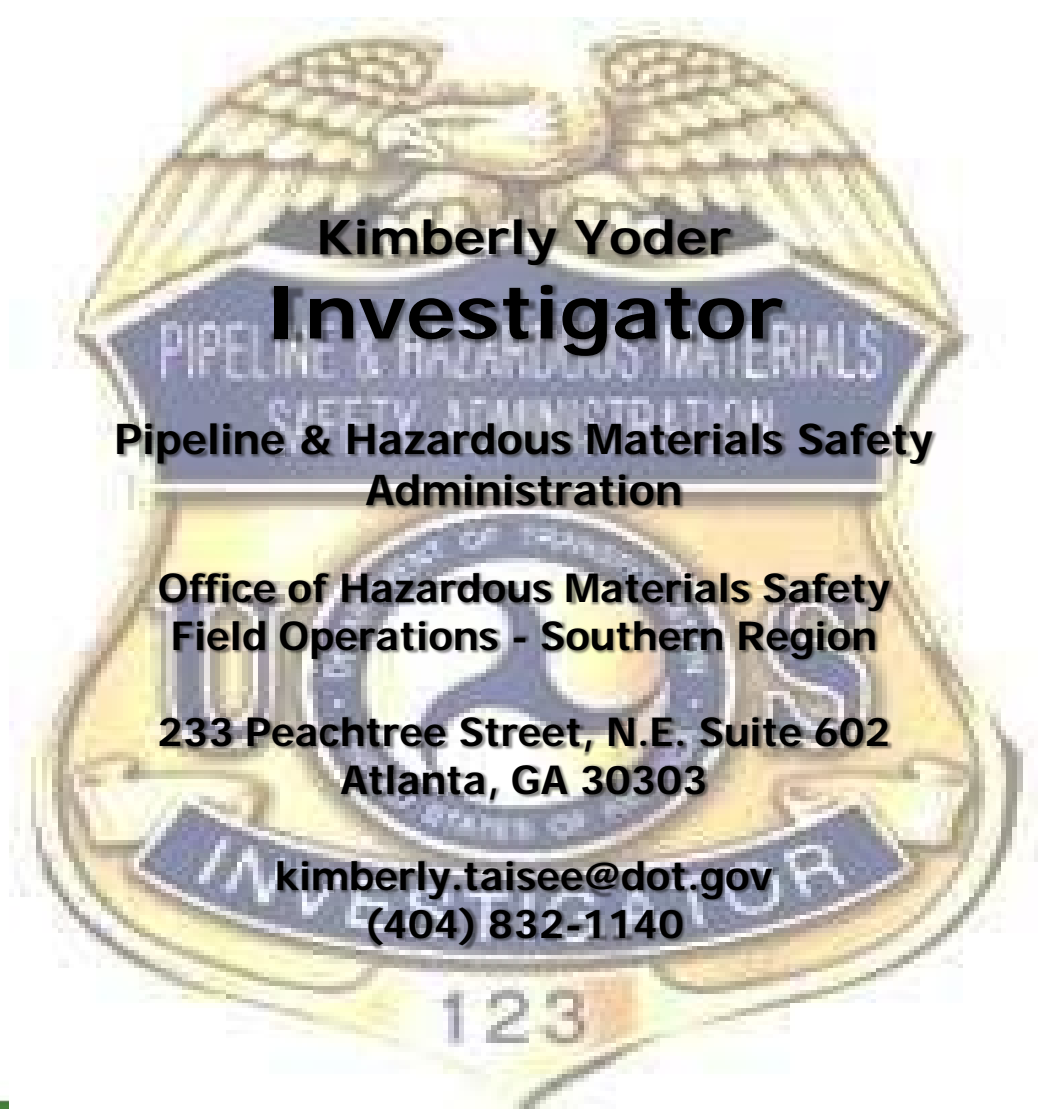 Kimberly Yoder
Investigator
PIPELINE & HAZARDOUS MATERIALS
SAFETY ADMINISTRATION
Pipeline & Hazardous Materials Safety
Administration
Office of Hazardous Materials Safety
Field Operations - Southern Region
U S
233 Peachtree Street, N.E. Suite 602
Atlanta, GA 30303
INVESTIGATOR
kimberly.taisee@dot.gov
(404) 832-1140
123